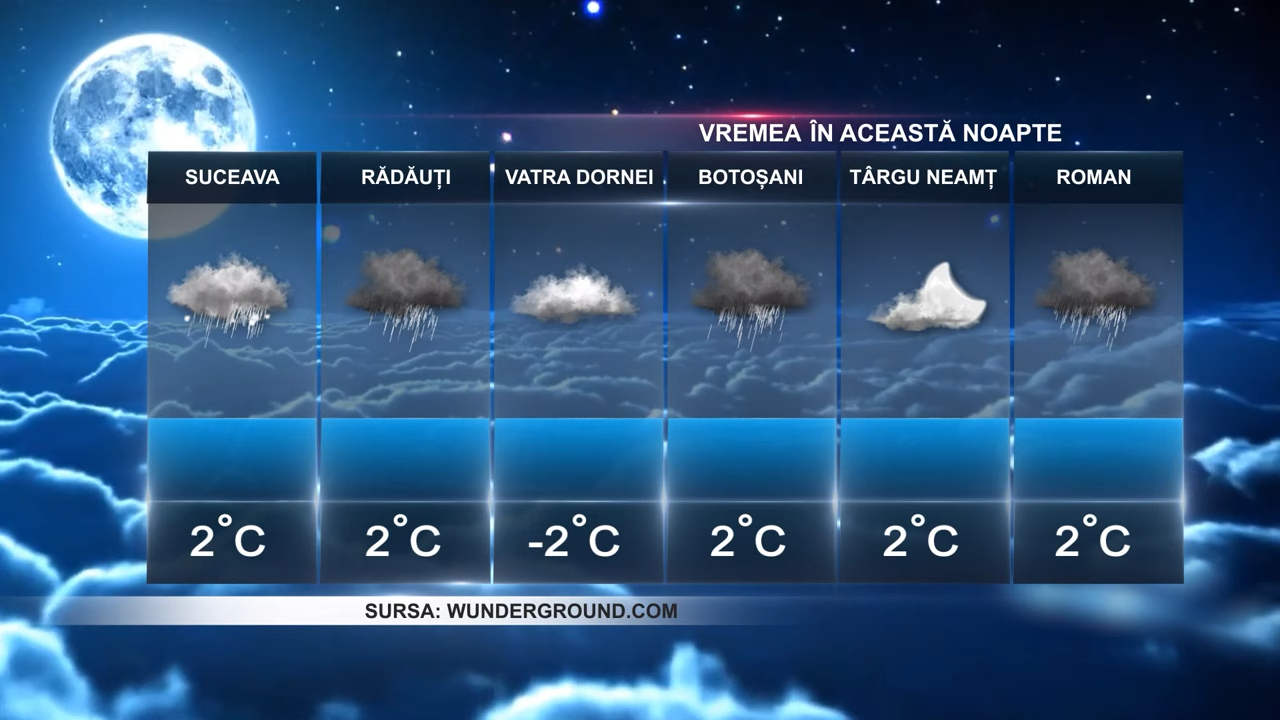 VREMEA ÎN ACEASTĂ NOAPTE
SUCEAVA
RĂDĂUȚI
VATRA DORNEI
BOTOȘANI
TÂRGU NEAMȚ
ROMAN
2°C
2°C
-2°C
2°C
2°C
2°C
SURSA: WUNDERGROUND.COM